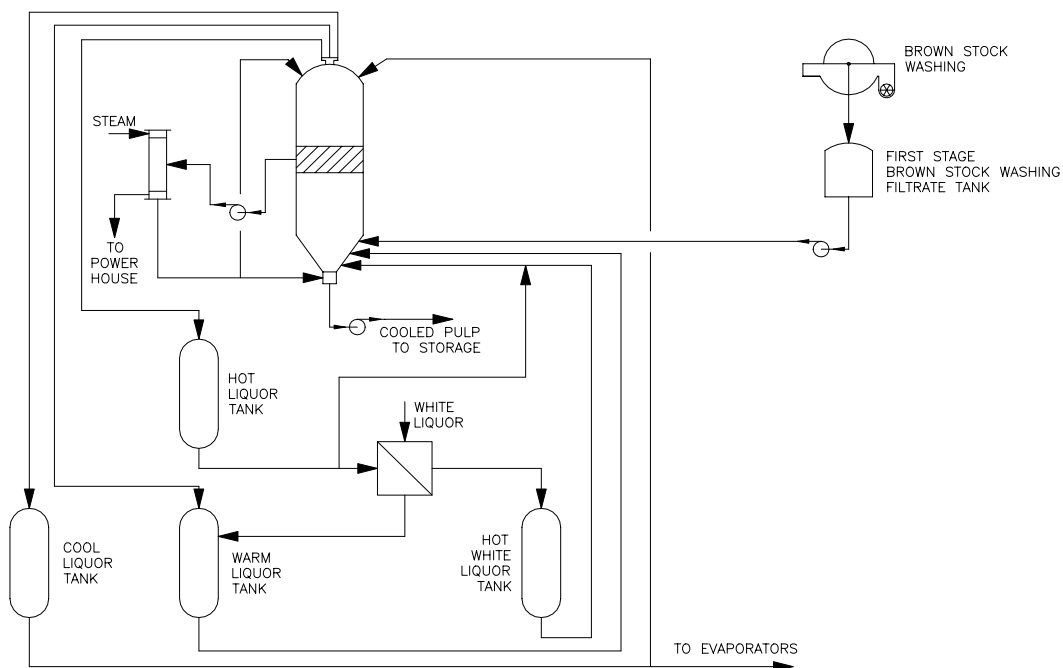 BROWN STOCK
WASHING
STEAM
FIRST STAGE
BROWN STOCK WASHING
FILTRATE TANK
TO
POWER
HOUSE
COOLED PULP
TO STORAGE
HOT
LIQUOR
TANK
WHITE
LIQUOR
COOL
LIQUOR
TANK
WARM
LIQUOR
TANK
HOT
WHITE
LIQUOR
TANK
TO EVAPORATORS